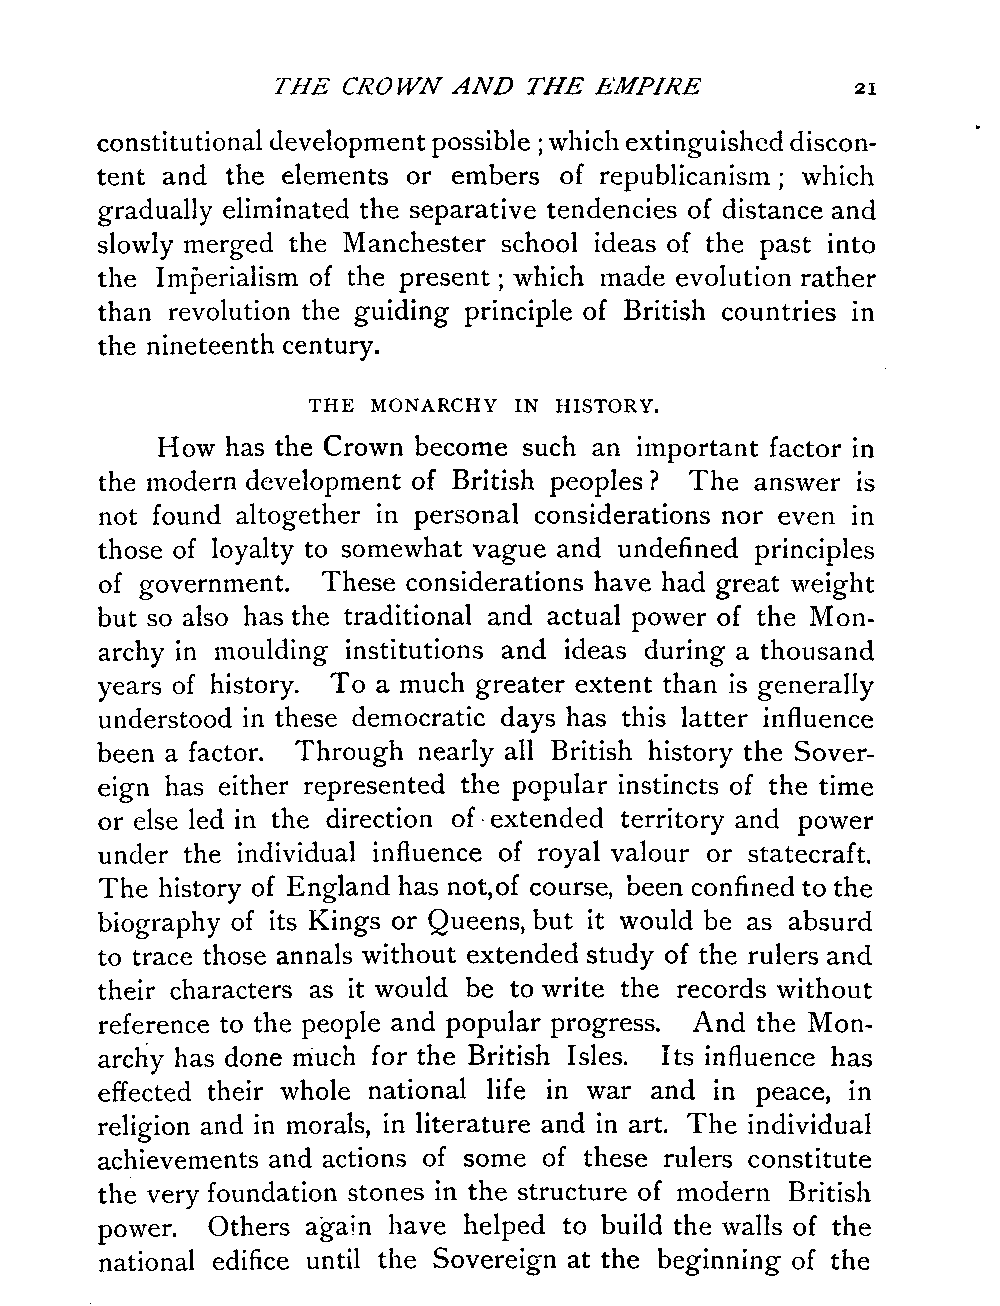 THE CROWN AND THE EMPIRE 21
constitutional development possible ; which extinguished discon-
tent and the elements or embers of republicanism ; which
gradually eliminated the separative tendencies of distance and
slowly merged the Manchester school ideas of the past into
the Imperialism of the present ; which made evolution rather
than revolution the guiding principle of British countries in
the nineteenth century.
THE MONARCHY IN HISTORY.
How has the Crown become such an important factor in
the modern development of British peoples ? The answer is
not found altogether in personal considerations nor even in
those of loyalty to somewhat vague and undefined principles
of government. These considerations have had great weight
but so also has the traditional and actual power of the Mon-
archy in moulding institutions and ideas during a thousand
years of history. To a much greater extent than is generally
understood in these democratic days has this latter influence
been a factor. Through nearly all British history the Sover-
eign has either represented the popular instincts of the time
or else led in the direction of extended territory and power
under the individual influence of royal valour or statecraft.
The history of England has not, of course, been confined to the
biography of its Kings or Queens, but it would be as absurd
to trace those annals without extended study of the rulers and
their characters as it would be to write the records without
reference to the people and popular progress. And the Mon-
archy has done much for the British Isles. Its influence has
effected their whole national life in war and in peace, in
religion and in morals, in literature and in art. The individual
achievements and actions of some of these rulers constitute
the very foundation stones in the structure of modern British
power. Others again have helped to build the walls of the
national edifice until the Sovereign at the beginning of the